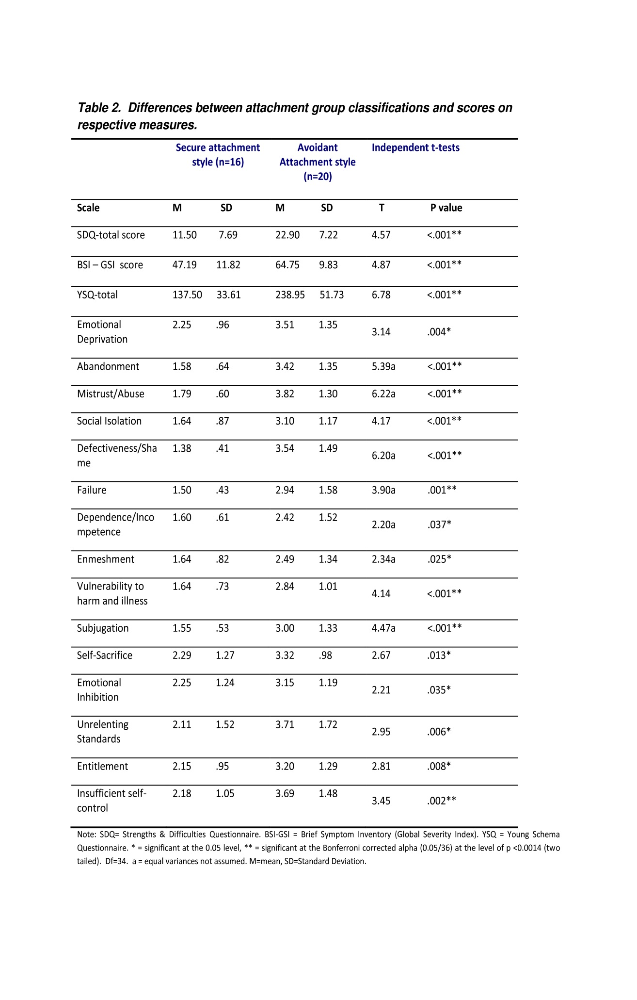 Table 2. Differences between attachment group classifications and scores on
respective measures.
Secure attachment style (n=16) Avoidant Attachment style (n=20) Independent t-tests
Scale M SD M SD T P value
SDQ-total score 11.50 7.69 22.90 7.22 4.57 <.001**
BSI – GSI score 47.19 11.82 64.75 9.83 4.87 <.001**
YSQ-total 137.50 33.61 238.95 51.73 6.78 <.001**
Emotional
Deprivation 2.25 .96 3.51 1.35 3.14 .004*
Abandonment 1.58 .64 3.42 1.35 5.39a <.001**
Mistrust/Abuse 1.79 .60 3.82 1.30 6.22a <.001**
Social Isolation 1.64 .87 3.10 1.17 4.17 <.001**
Defectiveness/Sha
me 1.38 .41 3.54 1.49 6.20a <.001**
Failure 1.50 .43 2.94 1.58 3.90a .001**
Dependence/Inco
mpetence 1.60 .61 2.42 1.52 2.20a .037*
Enmeshment 1.64 .82 2.49 1.34 2.34a .025*
Vulnerability to
harm and illness 1.64 .73 2.84 1.01 4.14 <.001**
Subjugation 1.55 .53 3.00 1.33 4.47a <.001**
Self-Sacrifice 2.29 1.27 3.32 .98 2.67 .013*
Emotional
Inhibition 2.25 1.24 3.15 1.19 2.21 .035*
Unrelenting
Standards 2.11 1.52 3.71 1.72 2.95 .006*
Entitlement 2.15 .95 3.20 1.29 2.81 .008*
Insufficient self-
control 2.18 1.05 3.69 1.48 3.45 .002**
Note: SDQ= Strengths & Difficulties Questionnaire. BSI-GSI = Brief Symptom Inventory (Global Severity Index). YSQ = Young Schema
Questionnaire. * = significant at the 0.05 level, ** = significant at the Bonferroni corrected alpha (0.05/36) at the level of p <0.0014 (two
tailed). Df=34. a = equal variances not assumed. M=mean, SD=Standard Deviation.